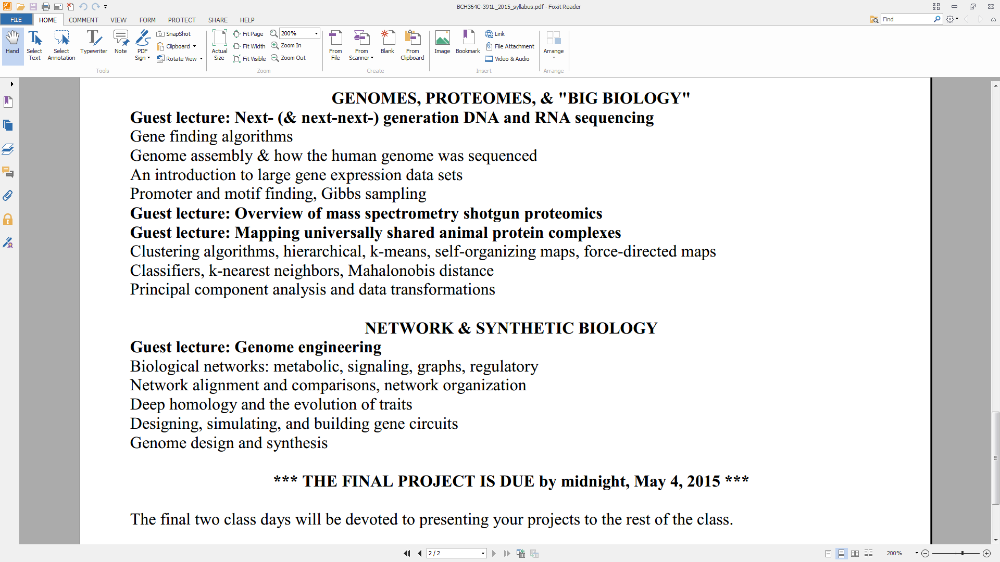 BCH364C-391L_2015_syllabus.pdf - Foxit Reader
FILE HOME COMMENT VIEW FORM PROTECT SHARE HELP
Find
Hand
Select Text
Select Annotation
Typewriter
Note
PDF Sign
SnapShot
Clipboard
Rotate View
Tools
Actual Size
Fit Page
Fit Width
Fit Visible
200%
Zoom In
Zoom Out
Zoom
From File
From Scanner
Blank
From Clipboard
Create
Image
Bookmark
Link
File Attachment
Video & Audio
Insert
Arrange
Arrange
GENOMES, PROTEOMES, & "BIG BIOLOGY"
Guest lecture: Next- (& next-next-) generation DNA and RNA sequencing
Gene finding algorithms
Genome assembly & how the human genome was sequenced
An introduction to large gene expression data sets
Promoter and motif finding, Gibbs sampling
Guest lecture: Overview of mass spectrometry shotgun proteomics
Guest lecture: Mapping universally shared animal protein complexes
Clustering algorithms, hierarchical, k-means, self-organizing maps, force-directed maps
Classifiers, k-nearest neighbors, Mahalonobis distance
Principal component analysis and data transformations
NETWORK & SYNTHETIC BIOLOGY
Guest lecture: Genome engineering
Biological networks: metabolic, signaling, graphs, regulatory
Network alignment and comparisons, network organization
Deep homology and the evolution of traits
Designing, simulating, and building gene circuits
Genome design and synthesis
*** THE FINAL PROJECT IS DUE by midnight, May 4, 2015 ***
The final two class days will be devoted to presenting your projects to the rest of the class.
2 / 2
200%